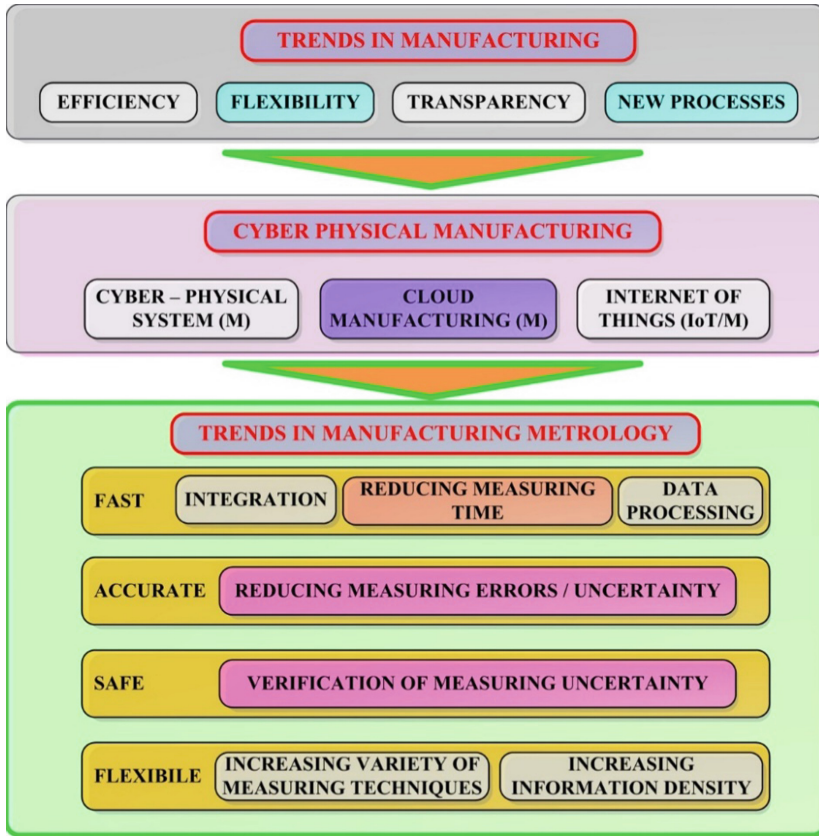 TRENDS IN MANUFACTURING
EFFICIENCY
FLEXIBILITY
TRANSPARENCY
NEW PROCESSES
CYBER PHYSICAL MANUFACTURING
CYBER – PHYSICAL
SYSTEM (M)
CLOUD
MANUFACTURING (M)
INTERNET OF
THINGS (IoT/M)
TRENDS IN MANUFACTURING METROLOGY
FAST
INTEGRATION
REDUCING MEASURING
TIME
DATA
PROCESSING
ACCURATE
REDUCING MEASURING ERRORS / UNCERTAINTY
SAFE
VERIFICATION OF MEASURING UNCERTAINTY
FLEXIBILE
INCREASING VARIETY OF
MEASURING TECHNIQUES
INCREASING
INFORMATION DENSITY